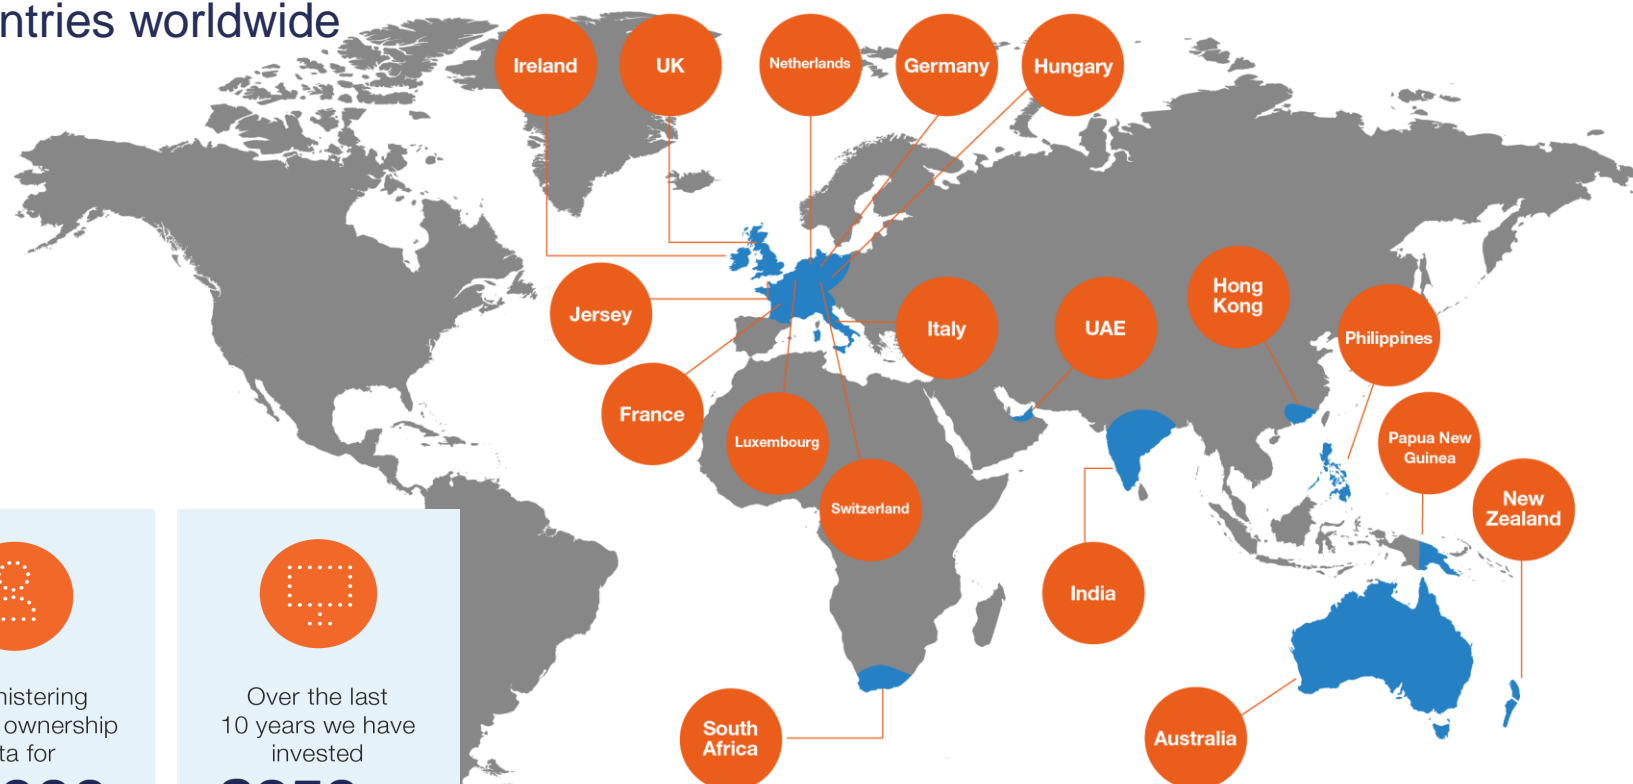 ntries worldwide
Ireland
UK
Netherlands
Germany
Hungary
Jersey
Italy
UAE
Hong
Kong
Philippines
France
Luxembourg
Switzerland
Papua New
Guinea
New
Zealand
India
South
Africa
Australia
nistering
ownership
ta for
Over the last
10 years we have
invested